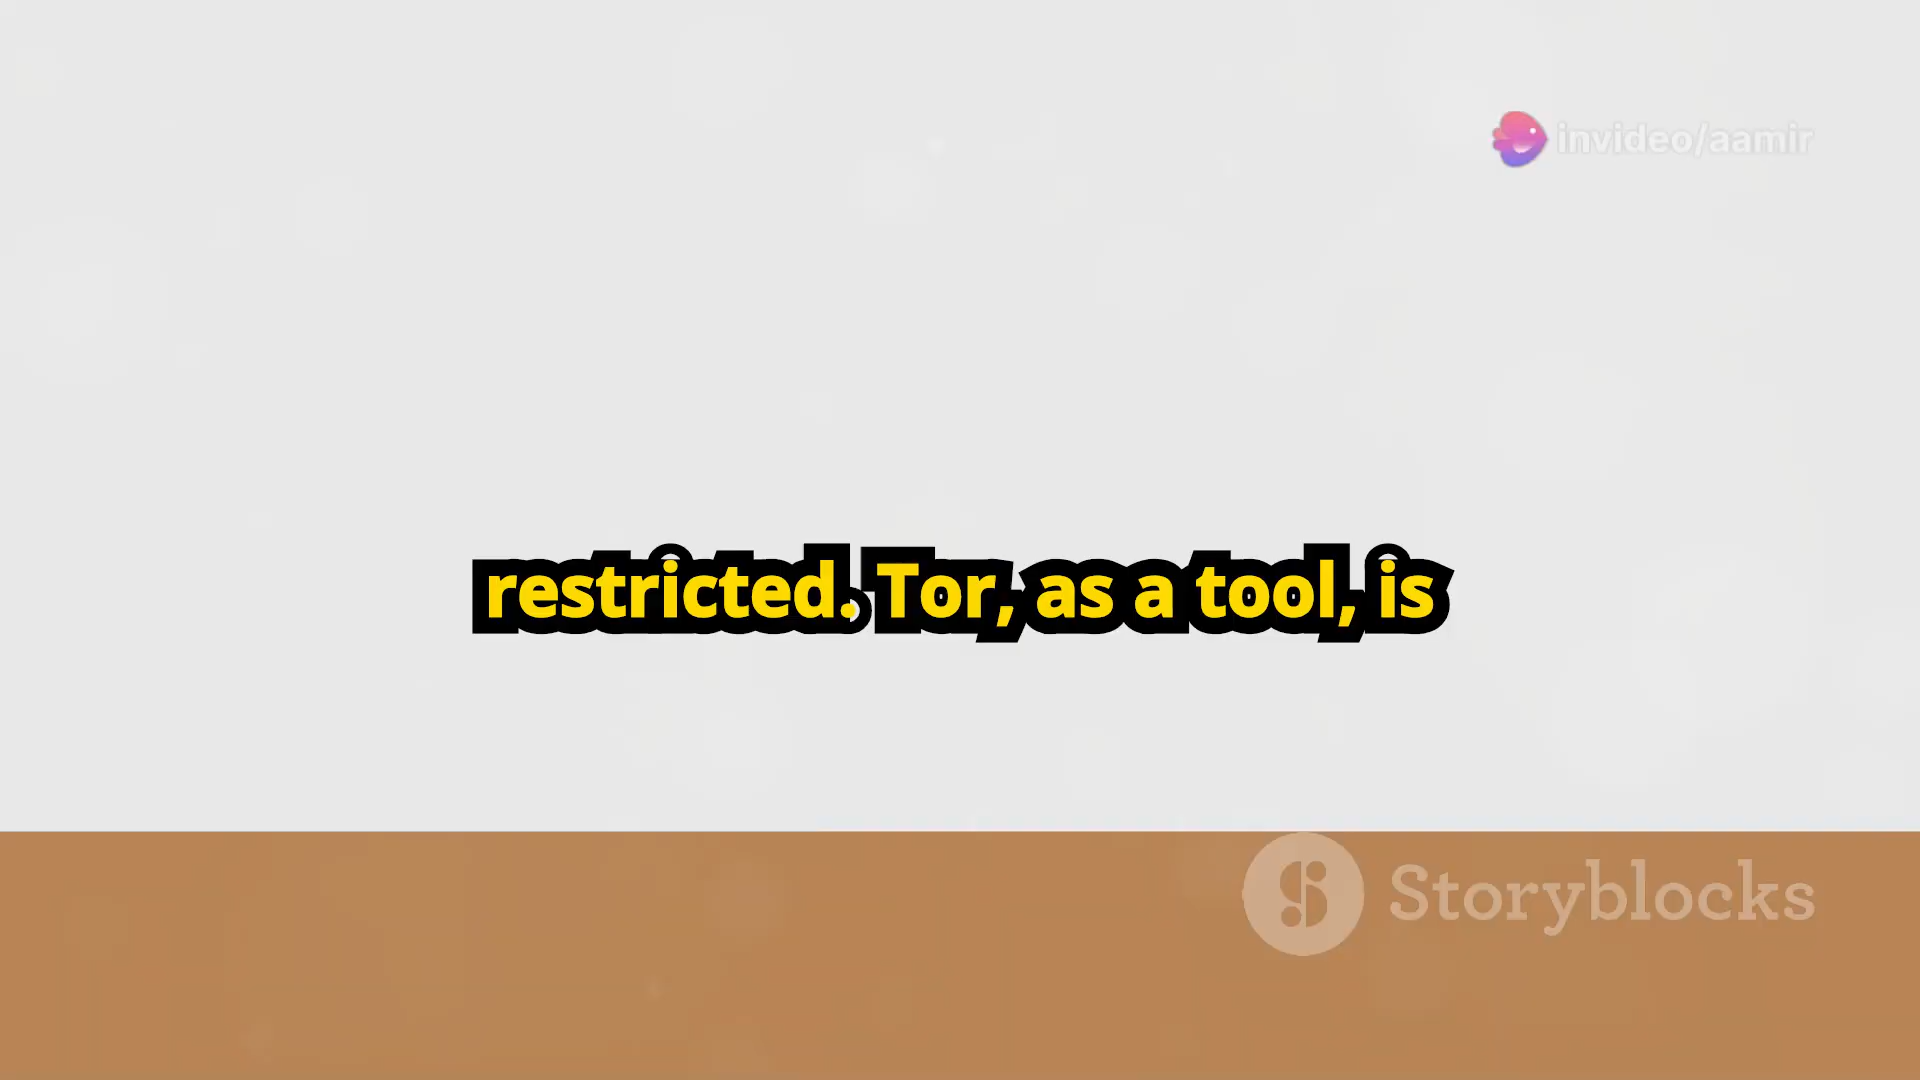 invideo/aamir
restricted. Tor, as a tool, is
Storyblocks